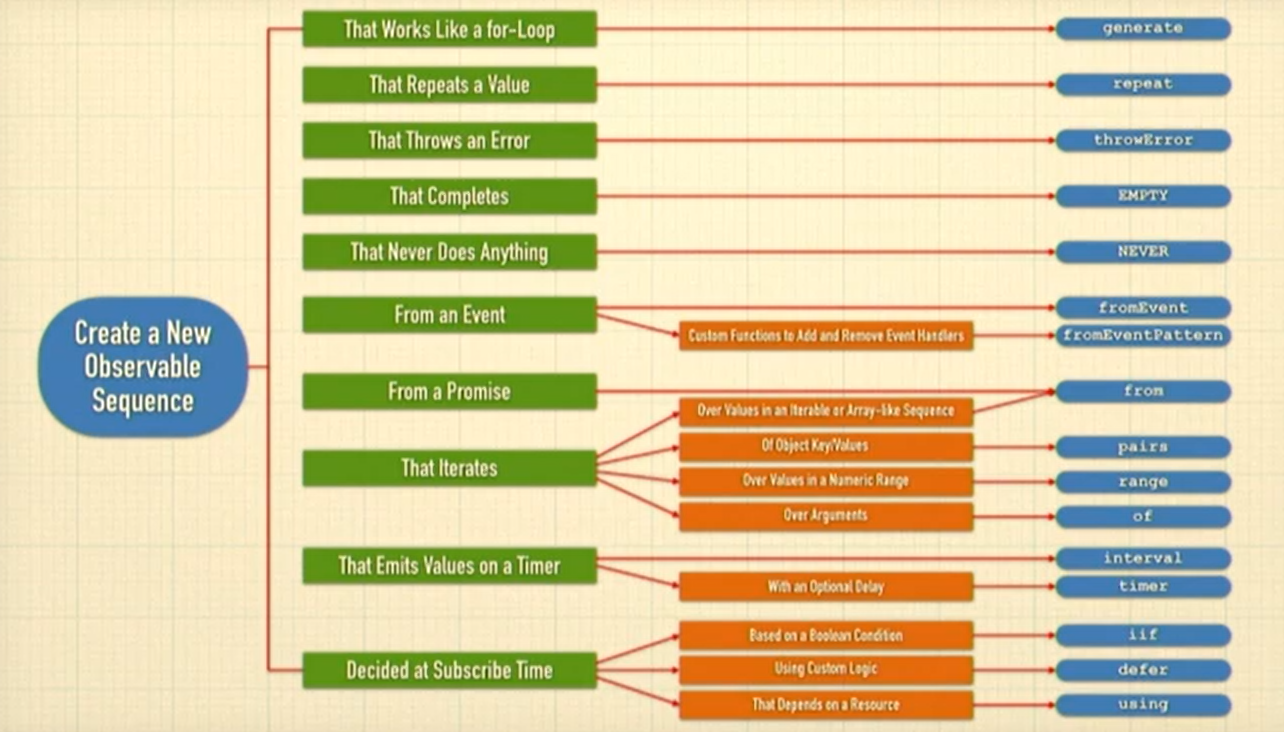 Create a New
Observable
Sequence
That Works Like a for-Loop
generate
That Repeats a Value
repeat
That Throws an Error
throwError
That Completes
EMPTY
That Never Does Anything
NEVER
From an Event
fromEvent
Custom Functions to Add and Remove Event Handlers
fromEventPattern
From a Promise
from
That Iterates
Over Values in an Iterable or Array-like Sequence
Of Object Key/Values
pairs
Over Values in a Numeric Range
range
Over Arguments
of
That Emits Values on a Timer
interval
With an Optional Delay
timer
Decided at Subscribe Time
Based on a Boolean Condition
iif
Using Custom Logic
defer
That Depends on a Resource
using